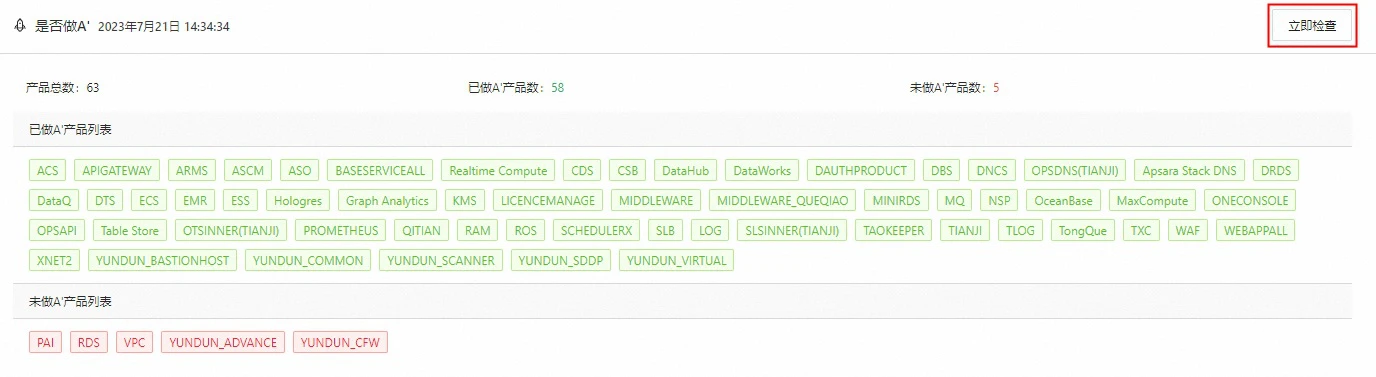 是否做A' 2023年7月21日 14:34:34 立即检查
产品总数：63 已做A'产品数：58 未做A'产品数：5
已做A'产品列表
ACS APIGATEWAY ARMS ASCM ASO BASESERVICEALL Realtime Compute CDS CSB DataHub DataWorks DAUTHPRODUCT DBS DNCS OPSDNS(TIANJI) Apsara Stack DNS DRDS
DataQ DTS ECS EMR ESS Hologres Graph Analytics KMS LICENCEMANAGE MIDDLEWARE MIDDLEWARE_QUEQIAO MINIRDS MQ NSP OceanBase MaxCompute ONECONSOLE
OPSAPI Table Store OTSINNER(TIANJI) PROMETHEUS QITIAN RAM ROS SCHEDULERX SLB LOG SLSINNER(TIANJI) TAOKEEPER TIANJI TLOG TongQue TXC WAF WEBAPPALL
XNET2 YUNDUN_BASTIONHOST YUNDUN_COMMON YUNDUN_SCANNER YUNDUN_SDDP YUNDUN_VIRTUAL
未做A'产品列表
PAI RDS VPC YUNDUN_ADVANCE YUNDUN_CFW